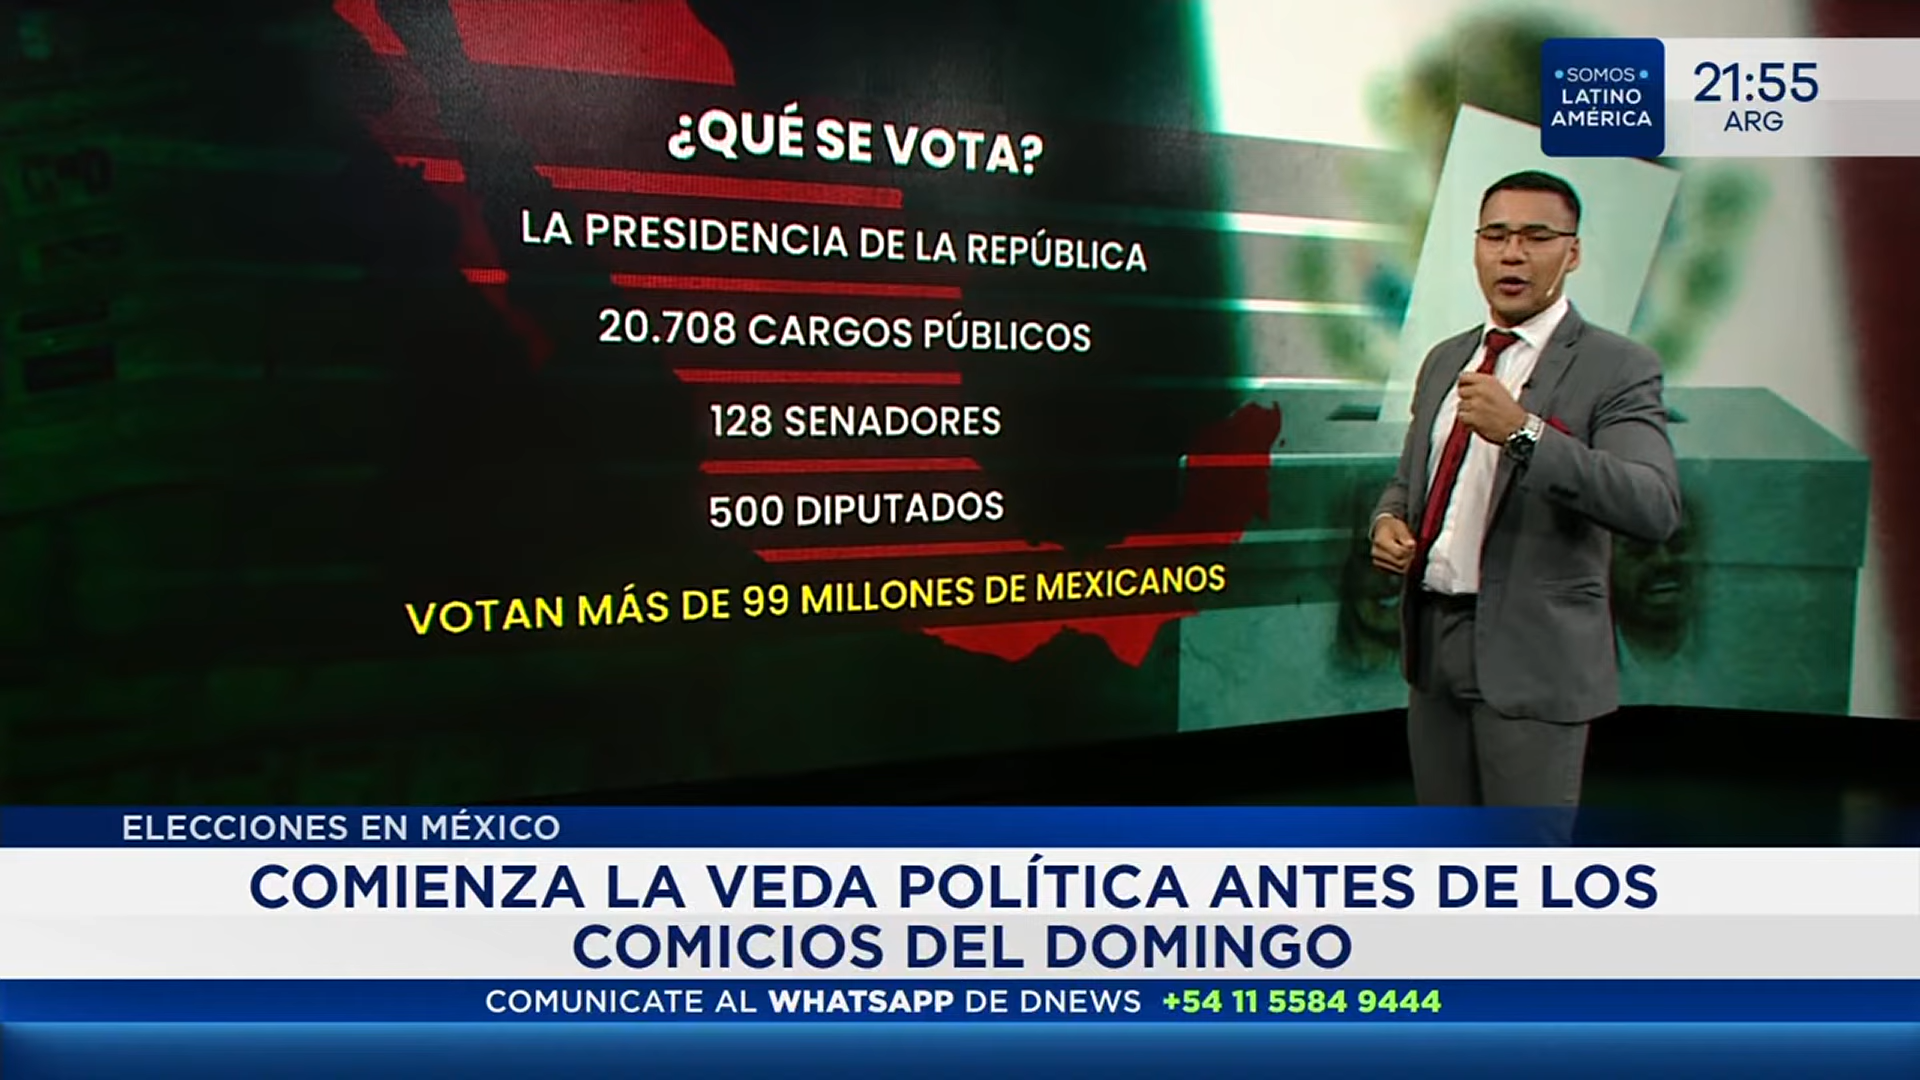 ¿QUÉ SE VOTA?
LA PRESIDENCIA DE LA REPÚBLICA
20.708 CARGOS PÚBLICOS
128 SENADORES
500 DIPUTADOS
VOTAN MÁS DE 99 MILLONES DE MEXICANOS
• SOMOS •
LATINO
AMÉRICA
21:55
ARG
ELECCIONES EN MÉXICO
COMIENZA LA VEDA POLÍTICA ANTES DE LOS
COMICIOS DEL DOMINGO
COMUNICATE AL WHATSAPP DE DNEWS +54 11 5584 9444